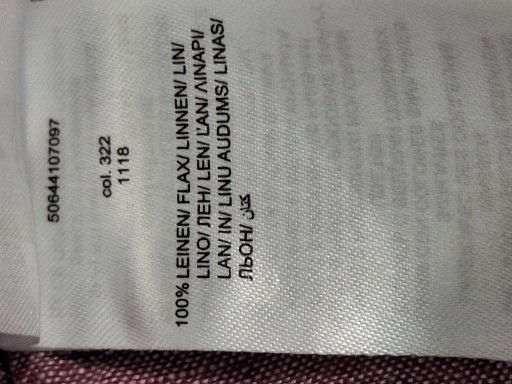 50644107097
col. 322
1118
100% LEINEN/ FLAX/ LINNEN/ LIN/
LINO/ ЛЕН/ LEN/ ĽAN/ ΛΙΝΑΡΙ/
LAN/ IN/ LINU AUDUMS/ LINAS/
ЛЬОН/ كتان